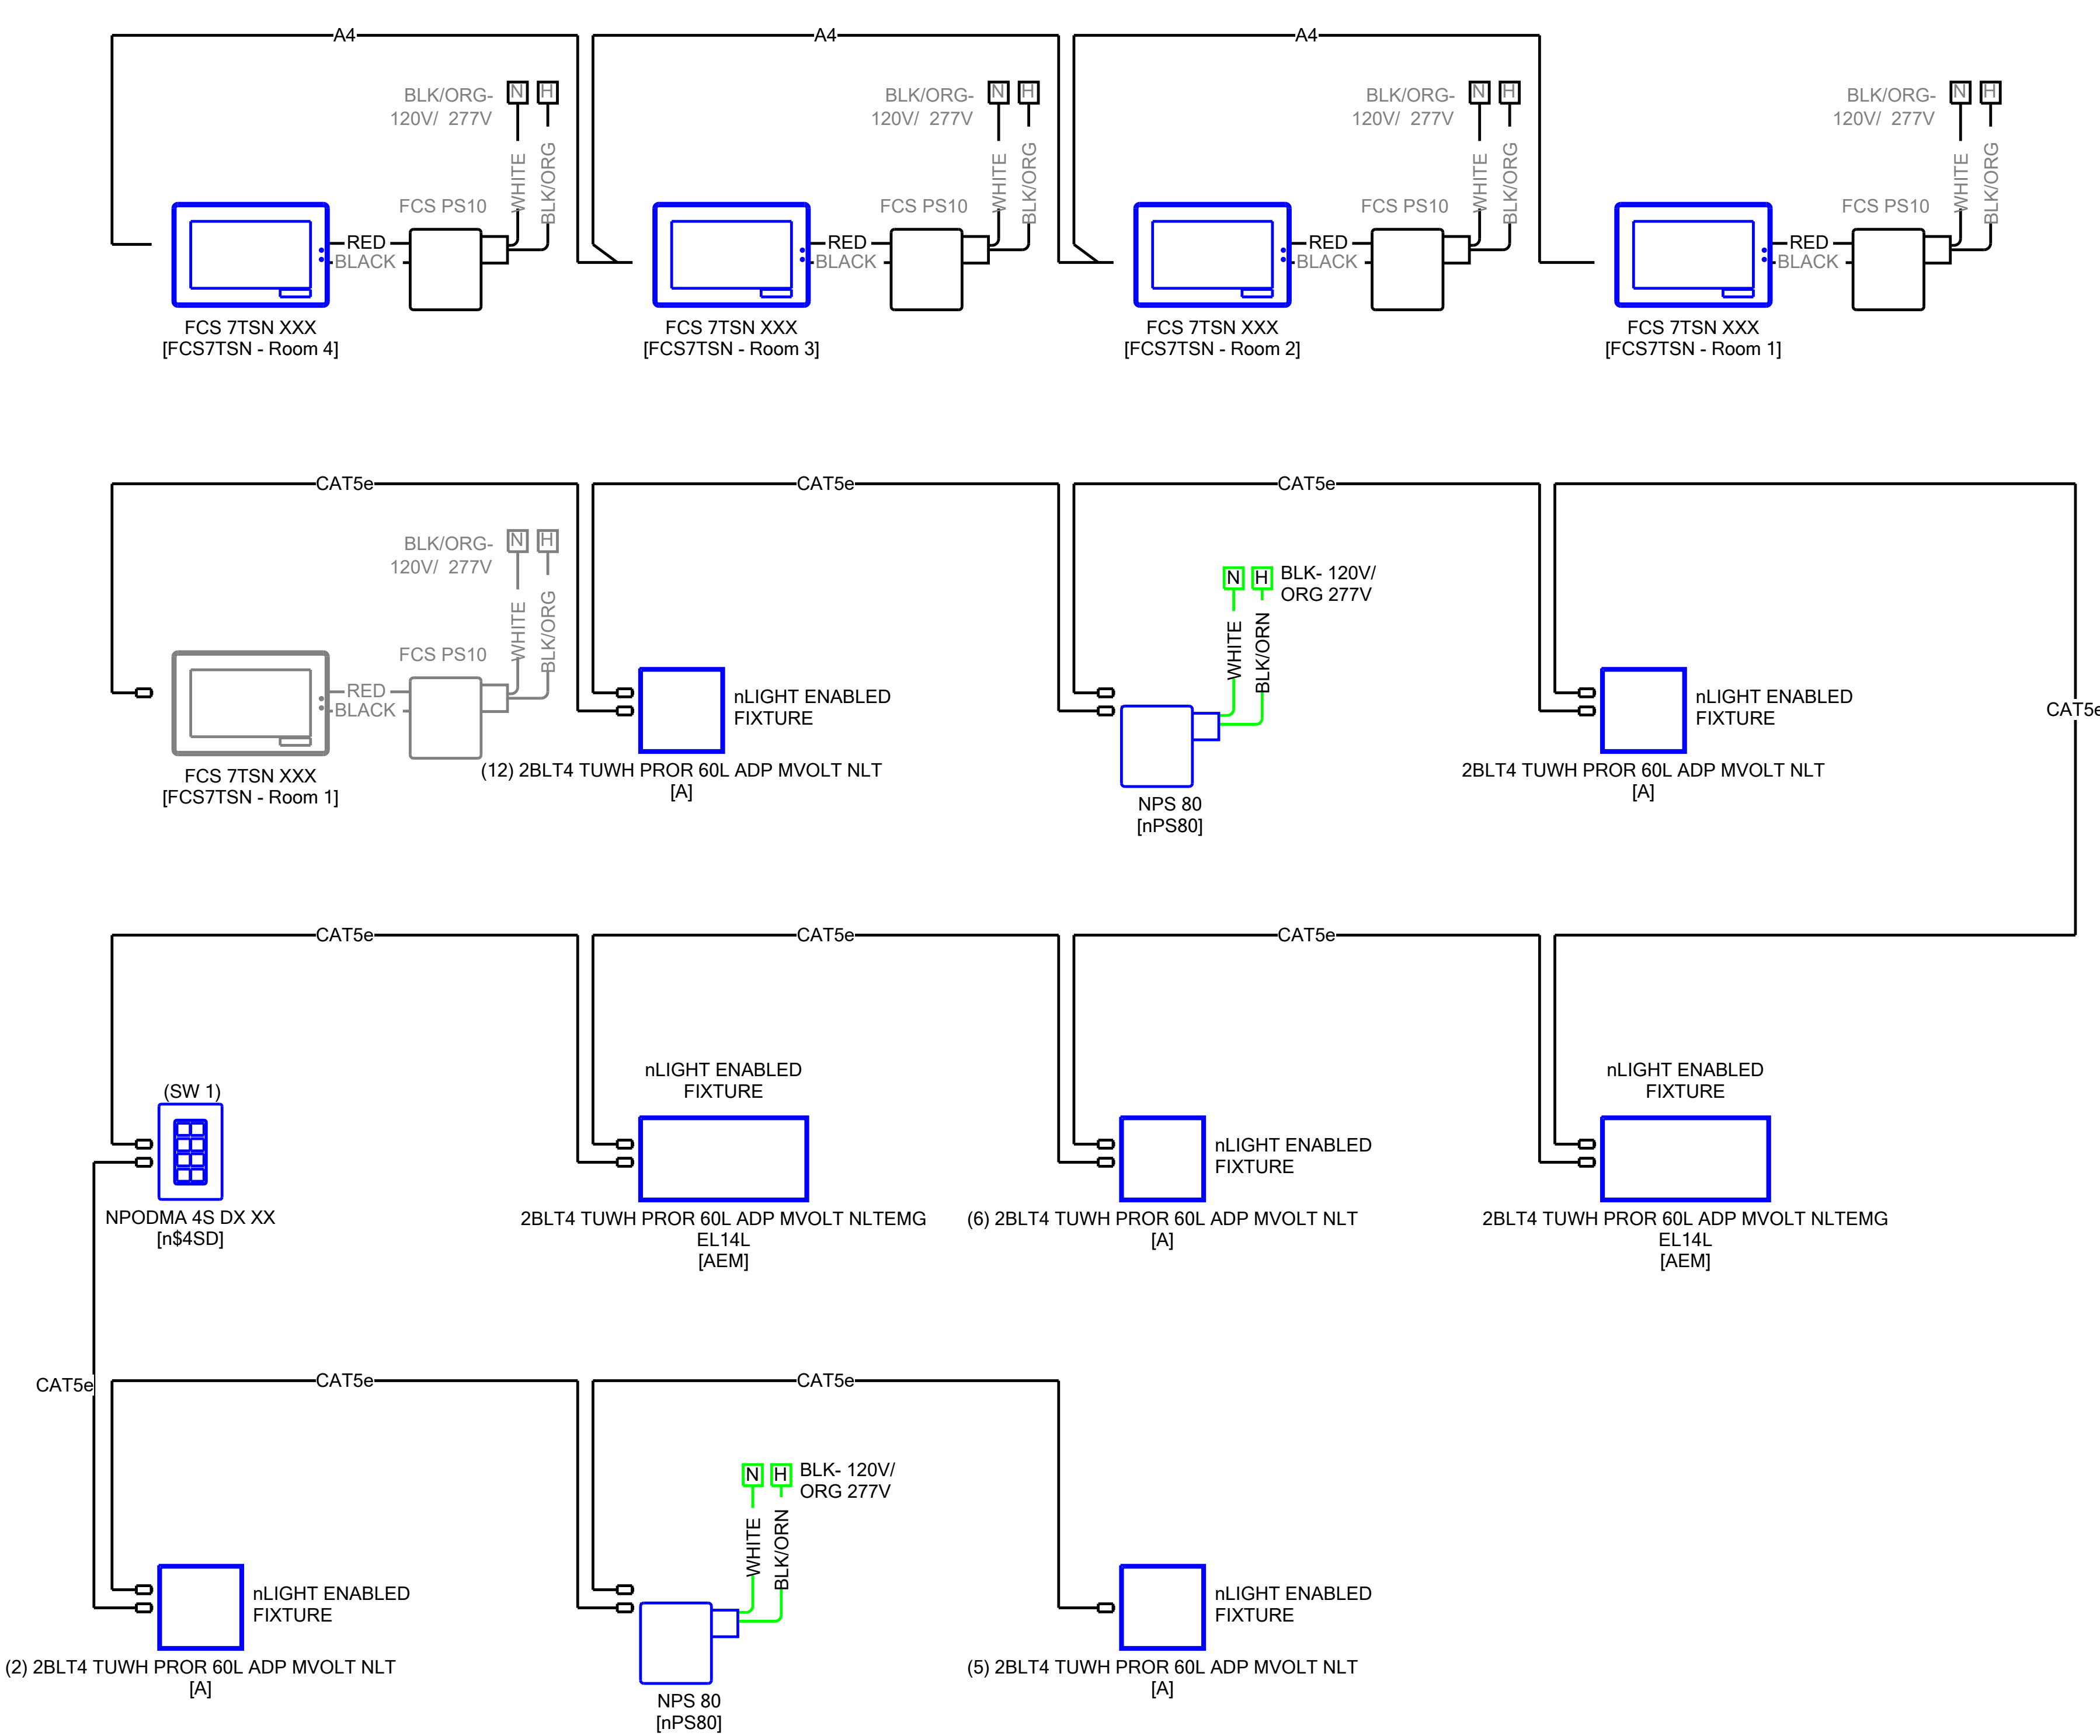 A4
A4
A4
BLK/ORG-
120V/ 277V
N
H
WHITE
BLK/ORG
FCS PS10
RED
BLACK
FCS 7TSN XXX
[FCS7TSN - Room 4]
BLK/ORG-
120V/ 277V
N
H
WHITE
BLK/ORG
FCS PS10
RED
BLACK
FCS 7TSN XXX
[FCS7TSN - Room 3]
BLK/ORG-
120V/ 277V
N
H
WHITE
BLK/ORG
FCS PS10
RED
BLACK
FCS 7TSN XXX
[FCS7TSN - Room 2]
BLK/ORG-
120V/ 277V
N
H
WHITE
BLK/ORG
FCS PS10
RED
BLACK
FCS 7TSN XXX
[FCS7TSN - Room 1]
CAT5e
CAT5e
CAT5e
BLK/ORG-
120V/ 277V
N
H
WHITE
BLK/ORG
FCS PS10
RED
BLACK
FCS 7TSN XXX
[FCS7TSN - Room 1]
nLIGHT ENABLED
FIXTURE
(12) 2BLT4 TUWH PROR 60L ADP MVOLT NLT
[A]
N
H
BLK- 120V/
ORG 277V
WHITE
BLK/ORN
NPS 80
[nPS80]
nLIGHT ENABLED
FIXTURE
2BLT4 TUWH PROR 60L ADP MVOLT NLT
[A]
CAT5e
CAT5e
CAT5e
CAT5e
(SW 1)
NPODMA 4S DX XX
[n$4SD]
nLIGHT ENABLED
FIXTURE
2BLT4 TUWH PROR 60L ADP MVOLT NLTEMG
EL14L
[AEM]
nLIGHT ENABLED
FIXTURE
(6) 2BLT4 TUWH PROR 60L ADP MVOLT NLT
[A]
nLIGHT ENABLED
FIXTURE
2BLT4 TUWH PROR 60L ADP MVOLT NLTEMG
EL14L
[AEM]
CAT5e
CAT5e
CAT5e
nLIGHT ENABLED
FIXTURE
(2) 2BLT4 TUWH PROR 60L ADP MVOLT NLT
[A]
N
H
BLK- 120V/
ORG 277V
WHITE
BLK/ORN
NPS 80
[nPS80]
nLIGHT ENABLED
FIXTURE
(5) 2BLT4 TUWH PROR 60L ADP MVOLT NLT
[A]